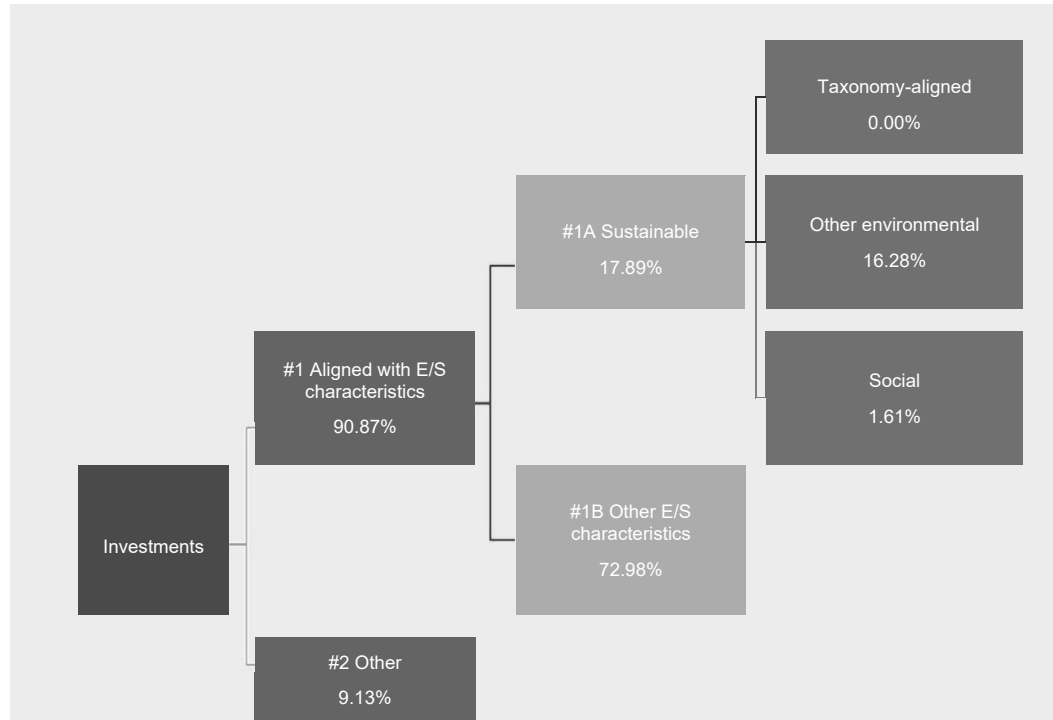 Taxonomy-aligned
0.00%
#1A Sustainable
17.89%
Other environmental
16.28%
#1 Aligned with E/S
characteristics
90.87%
Social
1.61%
Investments
#1B Other E/S
characteristics
72.98%
#2 Other
9.13%